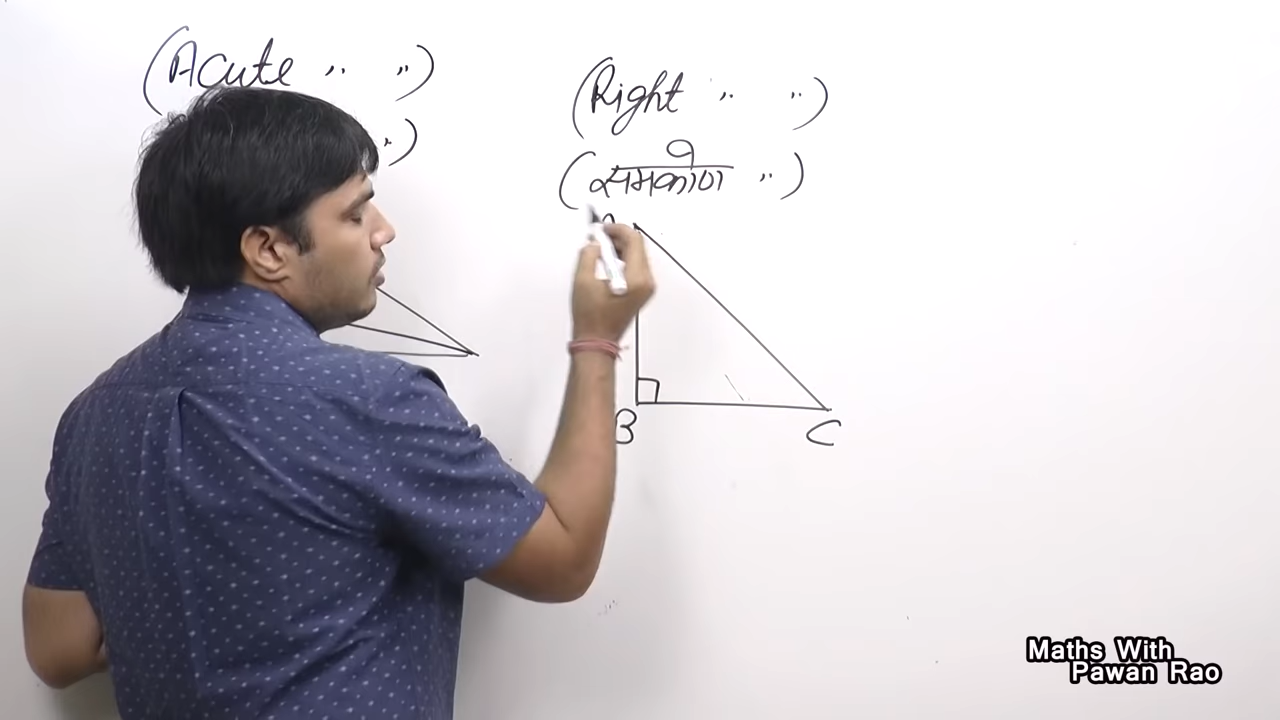 (Acute " ")
")
(Right " ")
(समकोण " )
B
C
Maths With
Pawan Rao